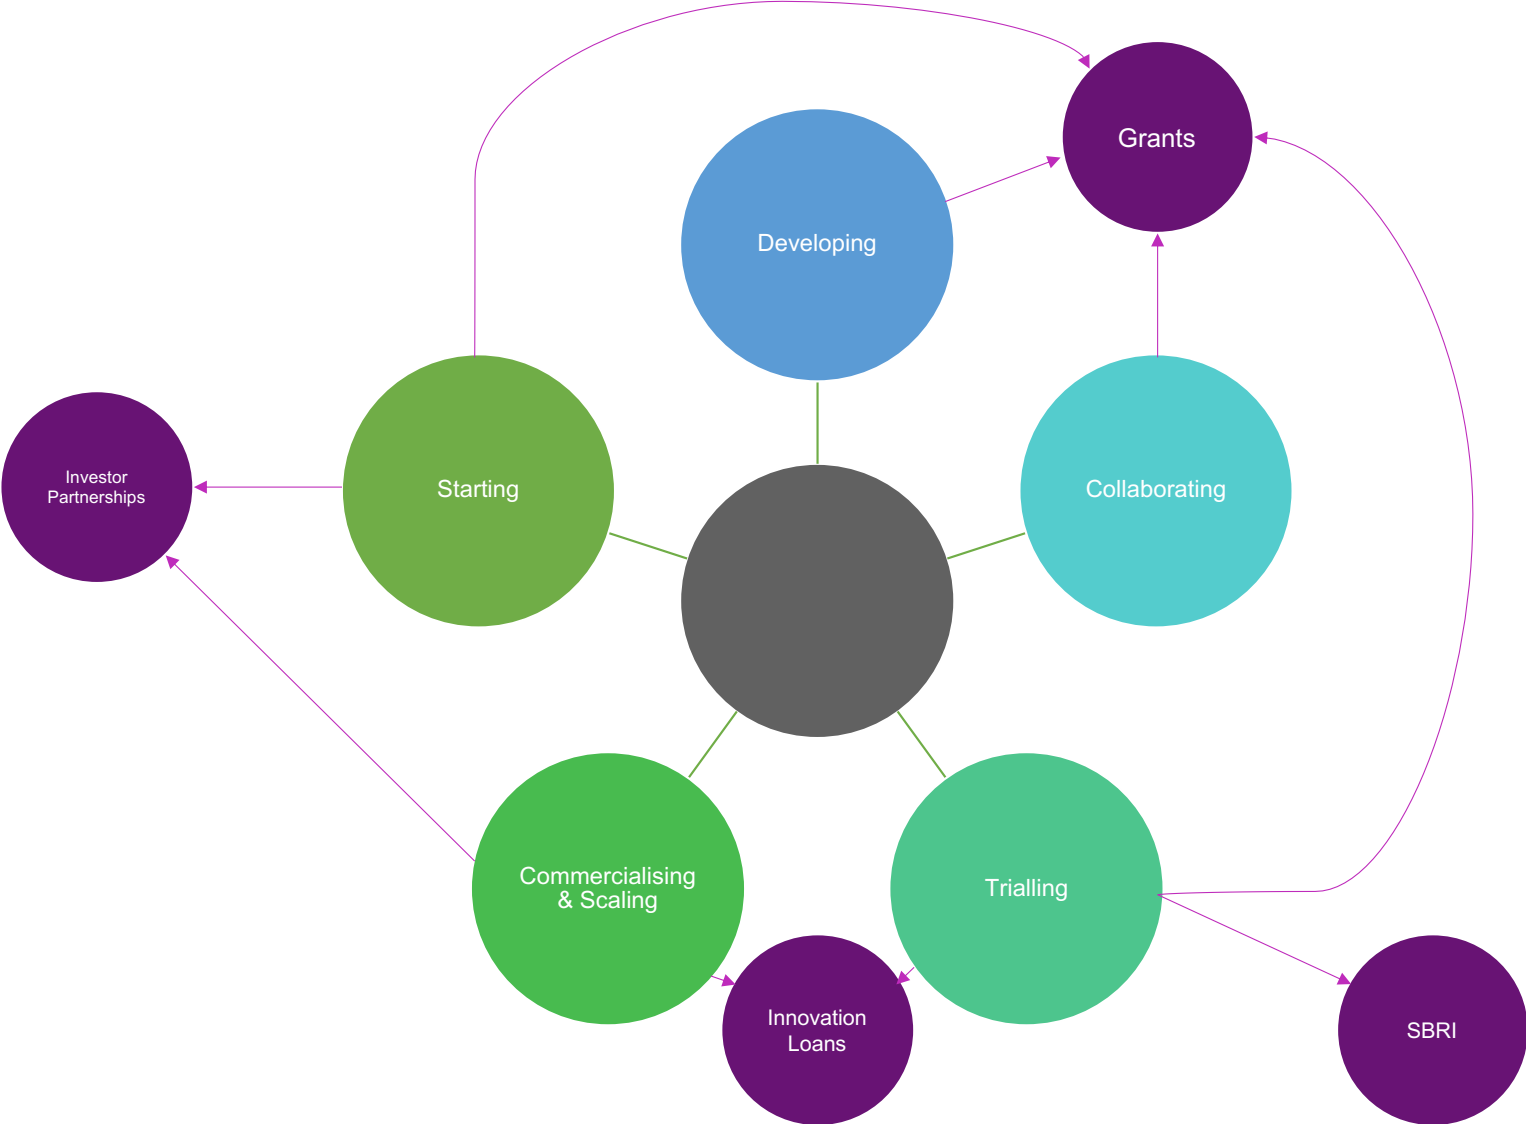 Grants
Developing
Investor
Partnerships
Starting
Collaborating
Commercialising
& Scaling
Trialling
Innovation
Loans
SBRI